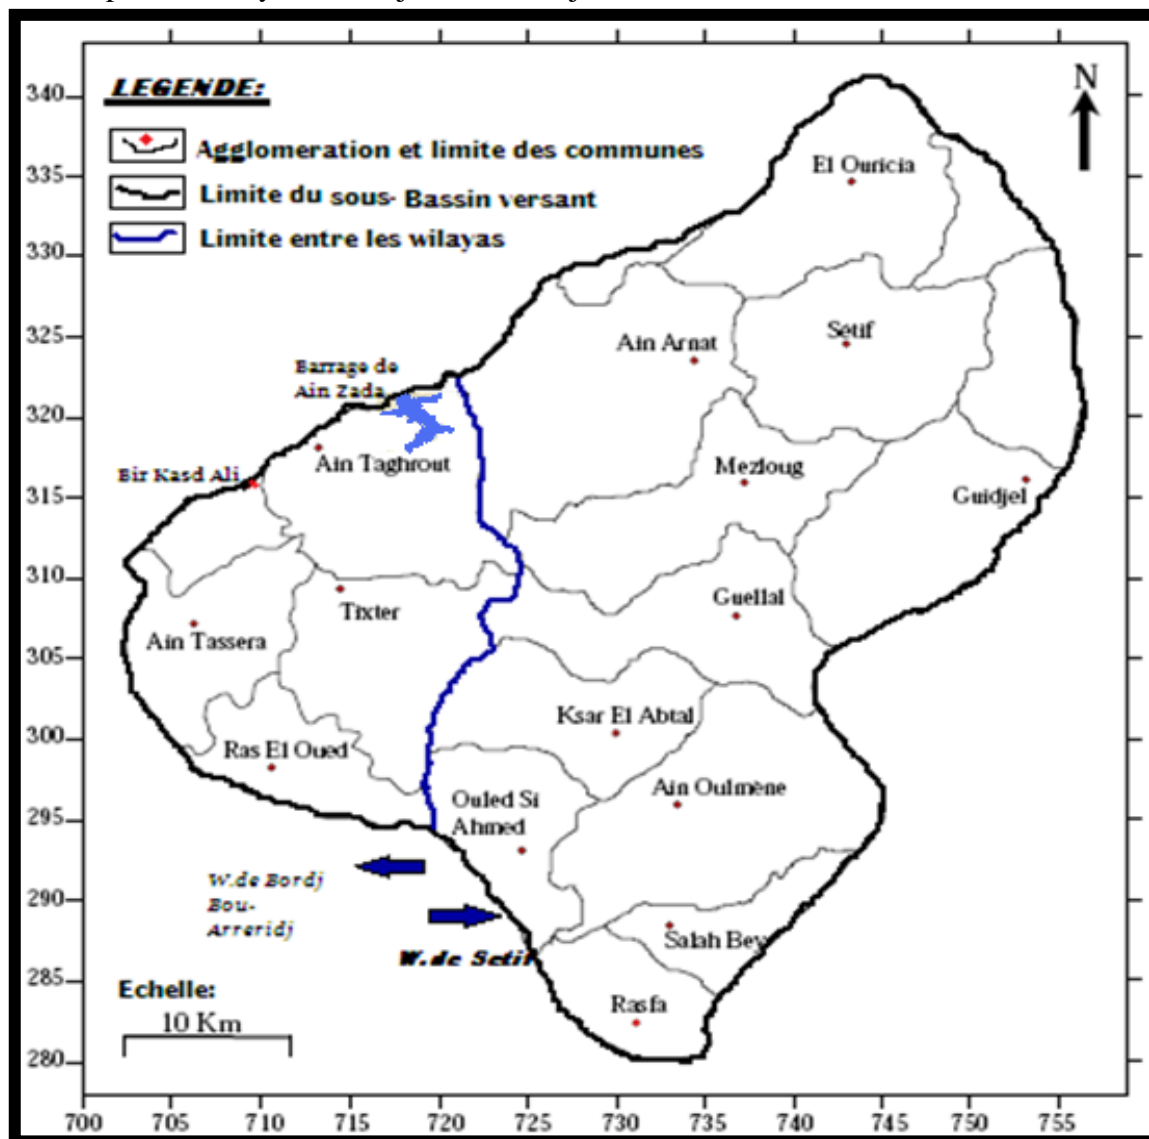 LEGENDE:
Agglomeration et limite des communes
Limite du sous- Bassin versant
Limite entre les wilayas
N
340
335
330
325
320
315
310
305
300
295
290
285
280
El Ouricia
Ain Arnat
Setif
Barrage de
Ain Zada
Bir Kasd Ali
Ain Taghrout
Mezloug
Guidjel
Tixter
Guellal
Ain Tassera
Ksar El Abtal
Ras El Oued
Ouled Si
Ahmed
Ain Oulmène
W.de Bordj
Bou-
Arreridj
W.de Setif
Salah Bey
Rasfa
Echelle:
10 Km
700 705 710 715 720 725 730 735 740 745 750 755